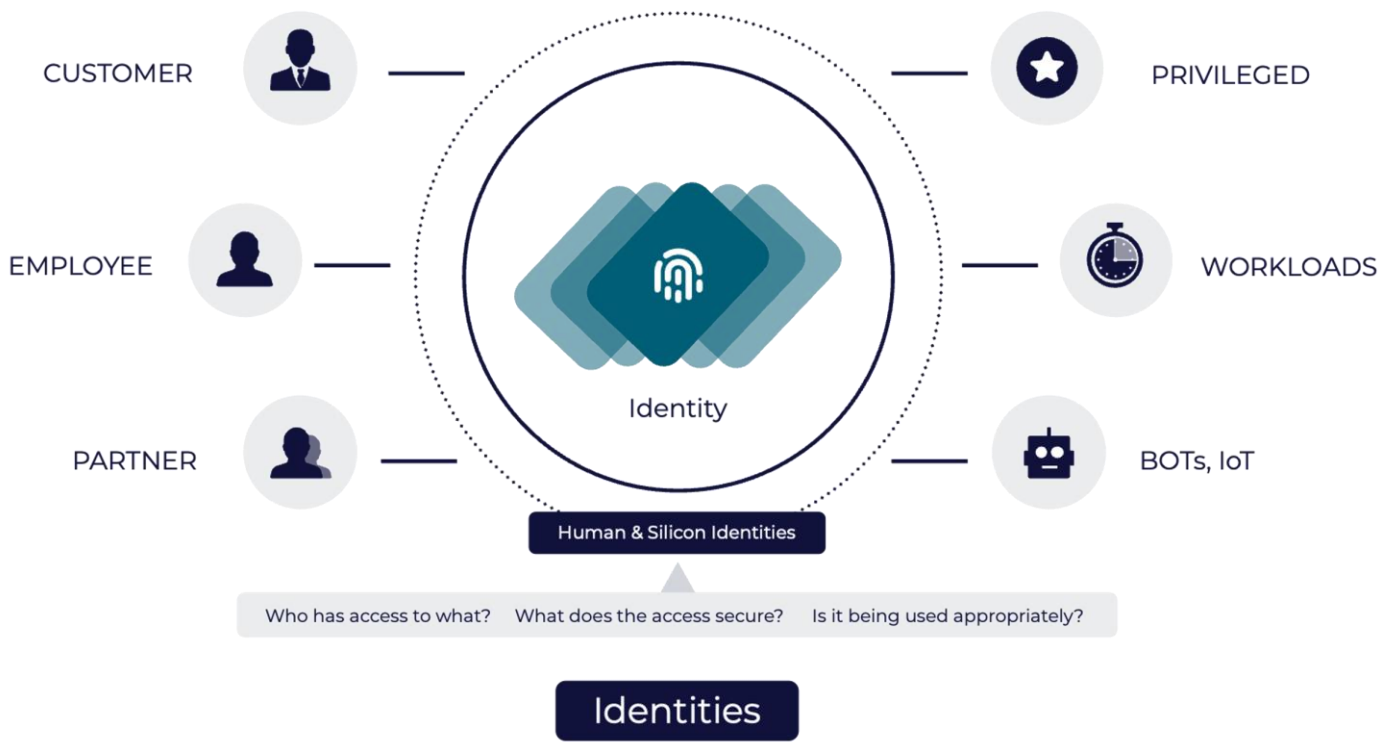 CUSTOMER
PRIVILEGED
EMPLOYEE
WORKLOADS
Identity
PARTNER
BOTs, IoT
Human & Silicon Identities
Who has access to what? What does the access secure? Is it being used appropriately?
Identities